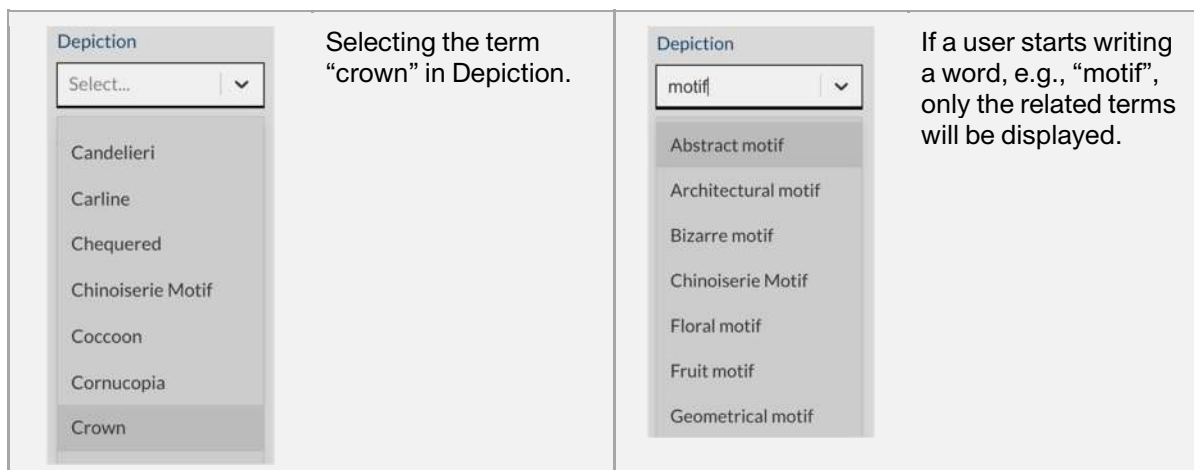 Depiction
Select...
Candelieri
Carline
Chequered
Chinoiserie Motif
Coccoon
Cornucopia
Crown
Selecting the term
“crown” in Depiction.
Depiction
motif
Abstract motif
Architectural motif
Bizarre motif
Chinoiserie Motif
Floral motif
Fruit motif
Geometrical motif
If a user starts writing
a word, e.g., “motif”,
only the related terms
will be displayed.